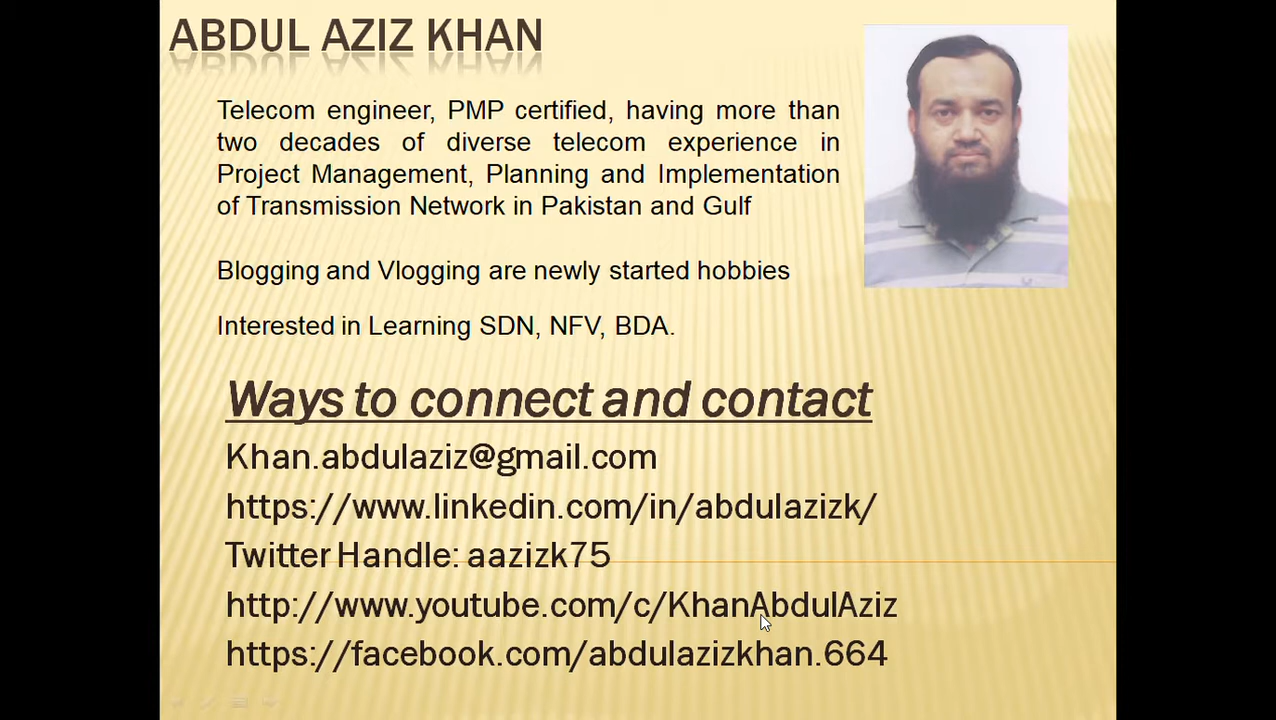 ABDUL AZIZ KHAN
Telecom engineer, PMP certified, having more than
two decades of diverse telecom experience in
Project Management, Planning and Implementation
of Transmission Network in Pakistan and Gulf
Blogging and Vlogging are newly started hobbies
Interested in Learning SDN, NFV, BDA.
Ways to connect and contact
Khan.abdulaziz@gmail.com
https://www.linkedin.com/in/abdulazizk/
Twitter Handle: aazizk75
http://www.youtube.com/c/KhanAbdulAziz
https://facebook.com/abdulazizkhan.664